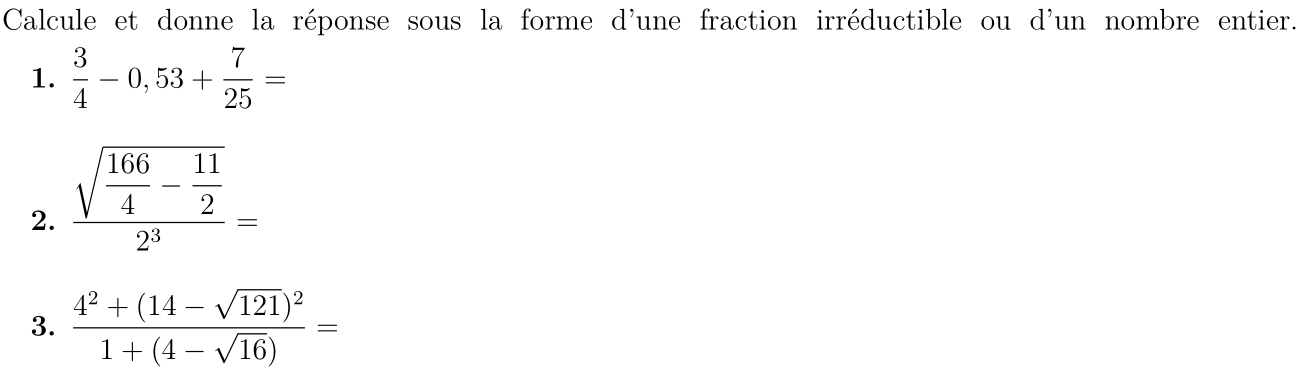 Calcule et donne la réponse sous la forme d'une fraction irréductible ou d'un nombre entier.
1. \frac{3}{4} - 0,53 + \frac{7}{25} =
2. \frac{\sqrt{\frac{166}{4} - \frac{11}{2}}}{2^3} =
3. \frac{4^2 + (14 - \sqrt{121})^2}{1 + (4 - \sqrt{16})} =